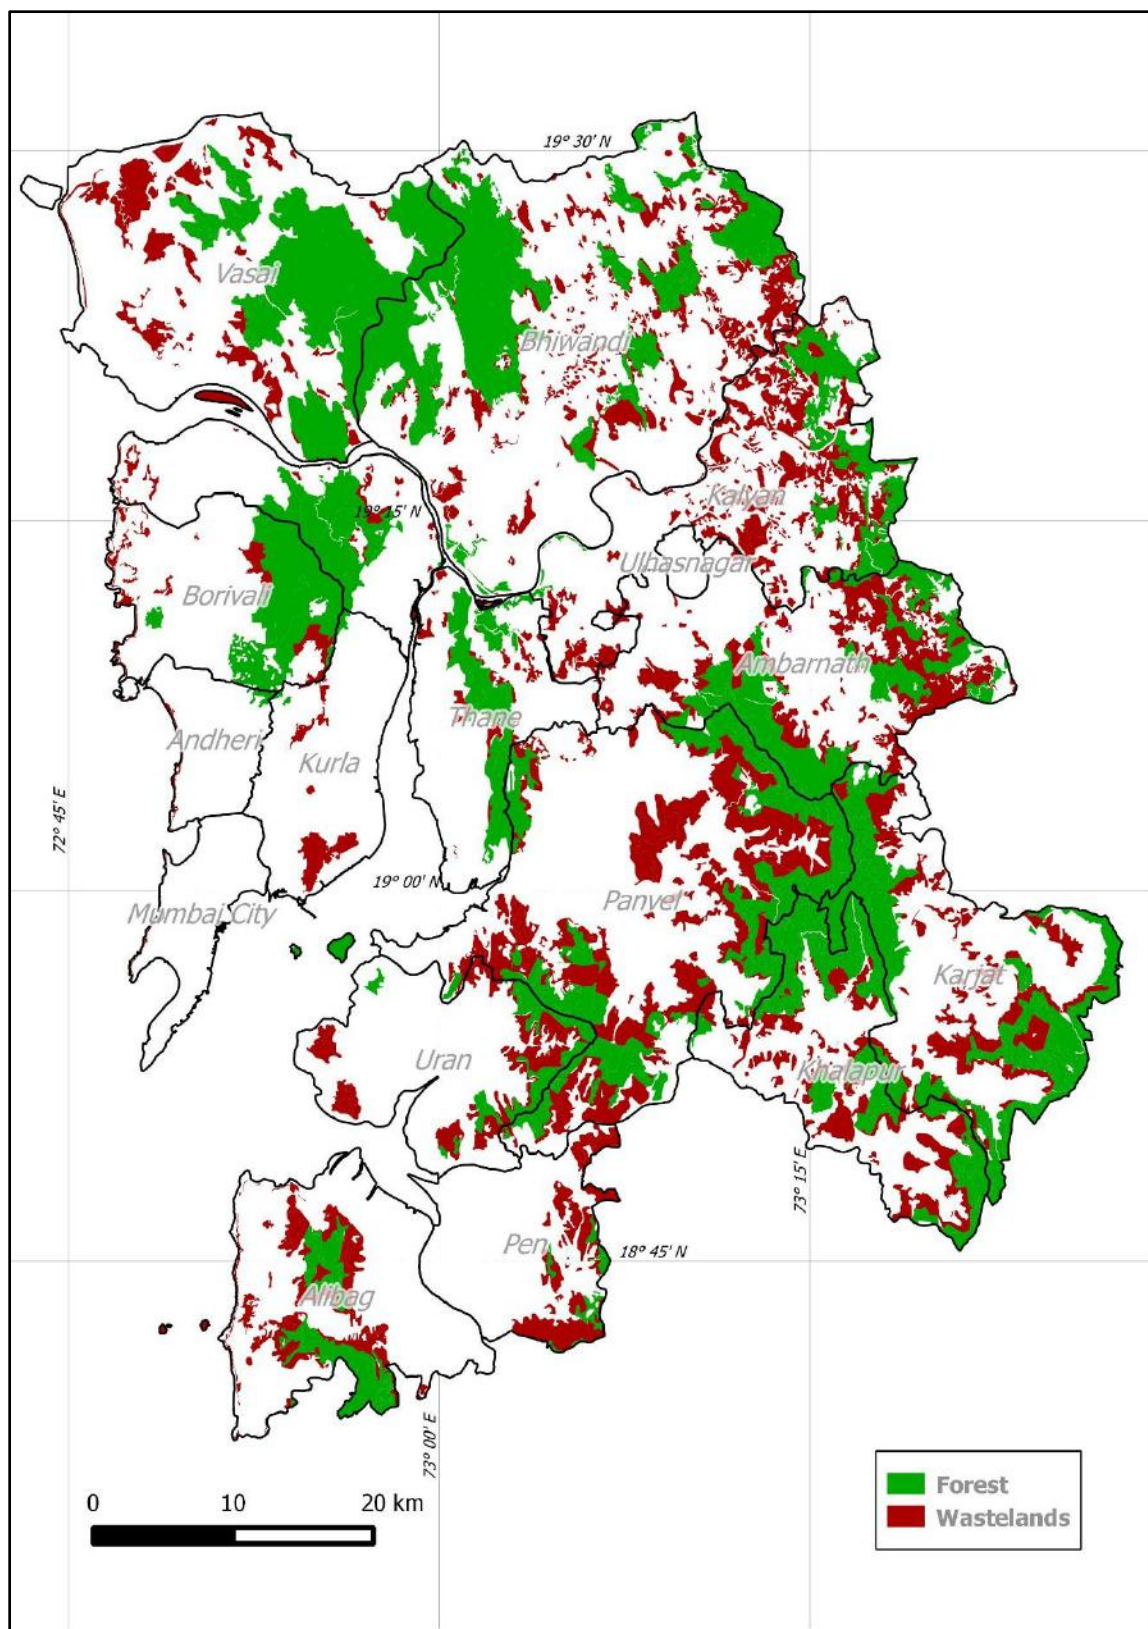 19° 30' N
Vasai
Bhiwandi
Kalyan
19° 15' N
Ulhasnagar
Borivali
Ambarnath
Thane
Andheri
Kurla
72° 45' E
19° 00' N
Panvel
Mumbai City
Karjat
Uran
Khalapur
73° 15' E
Pen
18° 45' N
Alibag
73° 00' E
0 10 20 km
Forest
Wastelands